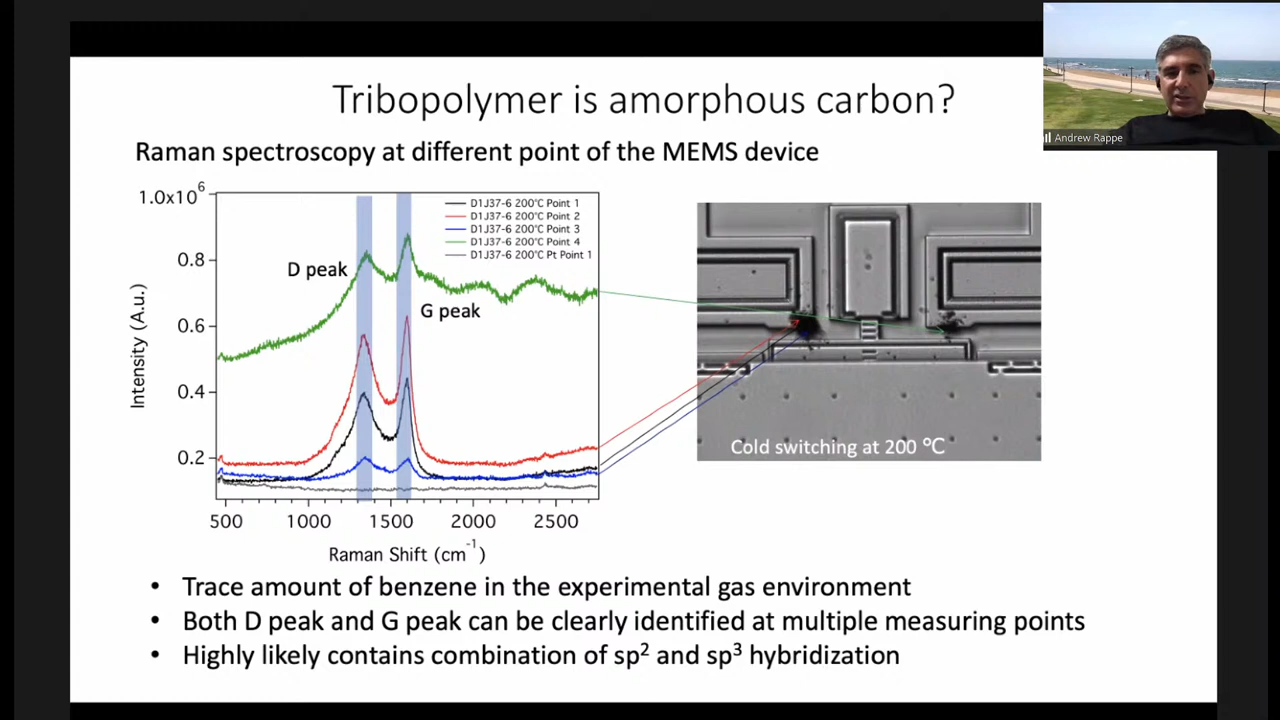 Tribopolymer is amorphous carbon?
Andrew Rappe
Raman spectroscopy at different point of the MEMS device
1.0x10⁶
0.8
0.6
0.4
0.2
Intensity (A.u.)
D1J37-6 200°C Point 1
D1J37-6 200°C Point 2
D1J37-6 200°C Point 3
D1J37-6 200°C Point 4
D1J37-6 200°C Pt Point 1
D peak
G peak
500 1000 1500 2000 2500
Raman Shift (cm⁻¹)
Cold switching at 200 ℃
• Trace amount of benzene in the experimental gas environment
• Both D peak and G peak can be clearly identified at multiple measuring points
• Highly likely contains combination of sp² and sp³ hybridization